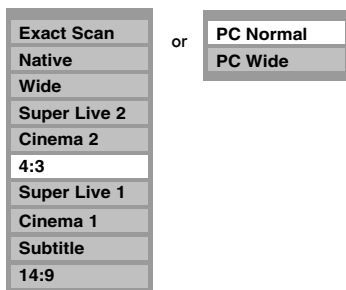 Exact Scan
Native
Wide
Super Live 2
Cinema 2
4:3
Super Live 1
Cinema 1
Subtitle
14:9
or
PC Normal
PC Wide